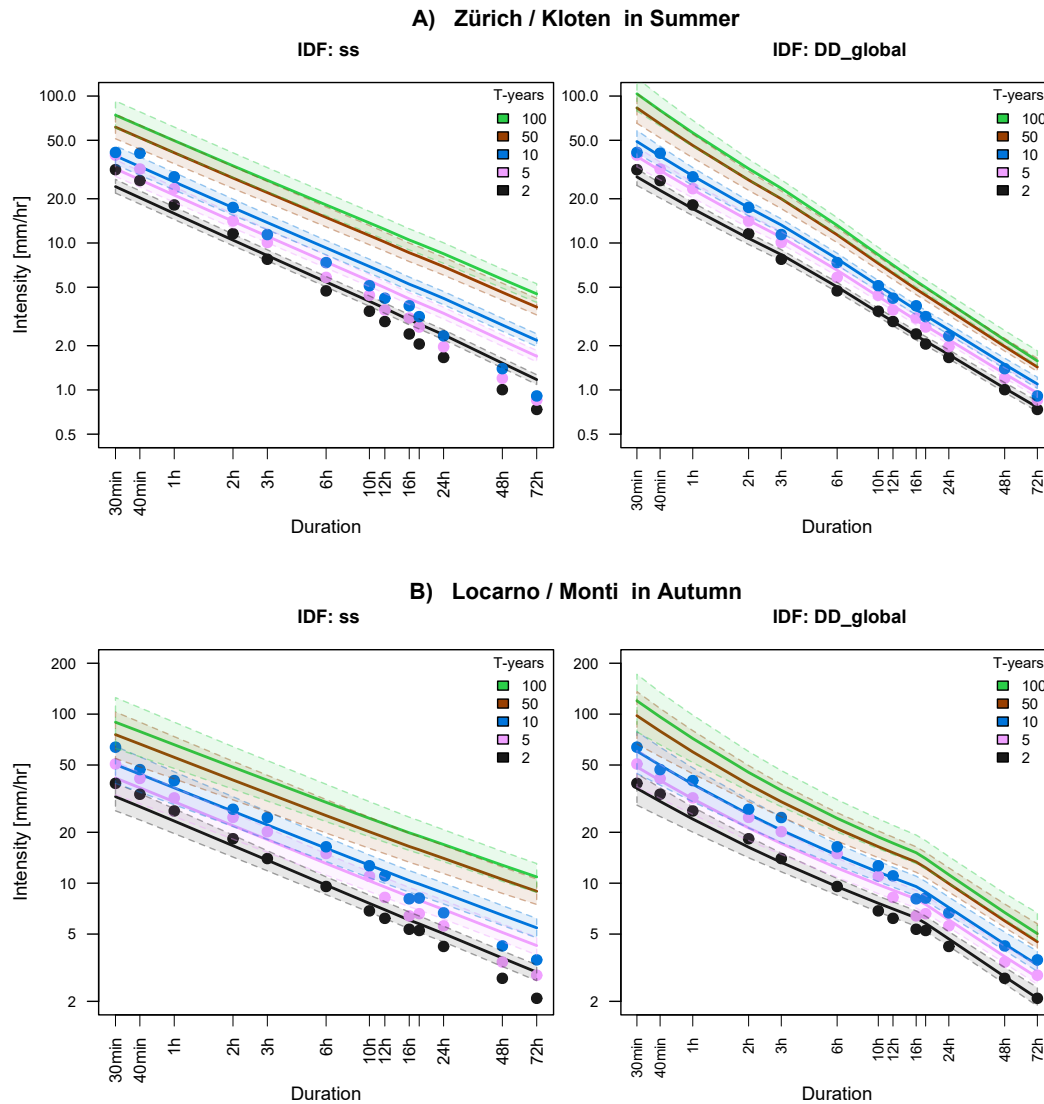 A)   Zürich / Kloten  in Summer
IDF: ss
T-years
100
50
10
5
2
100.0
50.0
20.0
10.0
5.0
2.0
1.0
0.5
Intensity [mm/hr]
30min
40min
1h
2h
3h
6h
10h
12h
16h
24h
48h
72h
Duration
IDF: DD_global
T-years
100
50
10
5
2
100.0
50.0
20.0
10.0
5.0
2.0
1.0
0.5
30min
40min
1h
2h
3h
6h
10h
12h
16h
24h
48h
72h
Duration
B)   Locarno / Monti  in Autumn
IDF: ss
T-years
100
50
10
5
2
200
100
50
20
10
5
2
Intensity [mm/hr]
30min
40min
1h
2h
3h
6h
10h
12h
16h
24h
48h
72h
Duration
IDF: DD_global
T-years
100
50
10
5
2
200
100
50
20
10
5
2
30min
40min
1h
2h
3h
6h
10h
12h
16h
24h
48h
72h
Duration